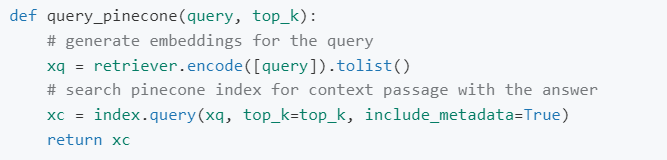 def query_pinecone(query, top_k):
    # generate embeddings for the query
    xq = retriever.encode([query]).tolist()
    # search pinecone index for context passage with the answer
    xc = index.query(xq, top_k=top_k, include_metadata=True)
    return xc